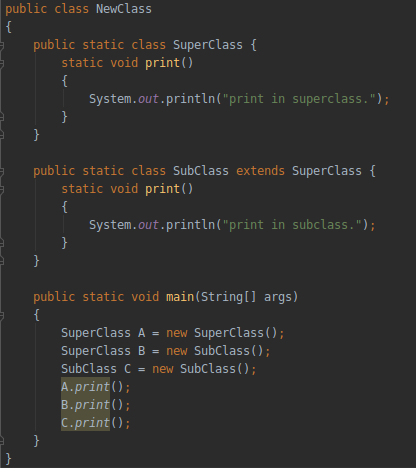 public class NewClass
{
    public static class SuperClass {
        static void print()
        {
            System.out.println("print in superclass.");
        }
    }

    public static class SubClass extends SuperClass {
        static void print()
        {
            System.out.println("print in subclass.");
        }
    }

    public static void main(String[] args)
    {
        SuperClass A = new SuperClass();
        SuperClass B = new SubClass();
        SubClass C = new SubClass();
        A.print();
        B.print();
        C.print();
    }
}